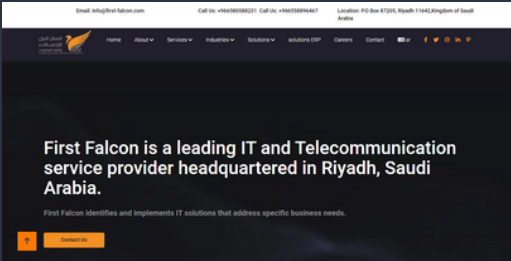 Email: info@first-falcon.com
Call Us: +966580588231 Call Us: +966558896467
Location: P.O Box 87205, Riyadh 11642,Kingdom of Saudi
Arabia
Home About Services Industries Solutions solutions ERP Careers Contact ar
First Falcon is a leading IT and Telecommunication
service provider headquartered in Riyadh, Saudi
Arabia.
First Falcon identifies and implements IT solutions that address specific business needs.
Contact Us